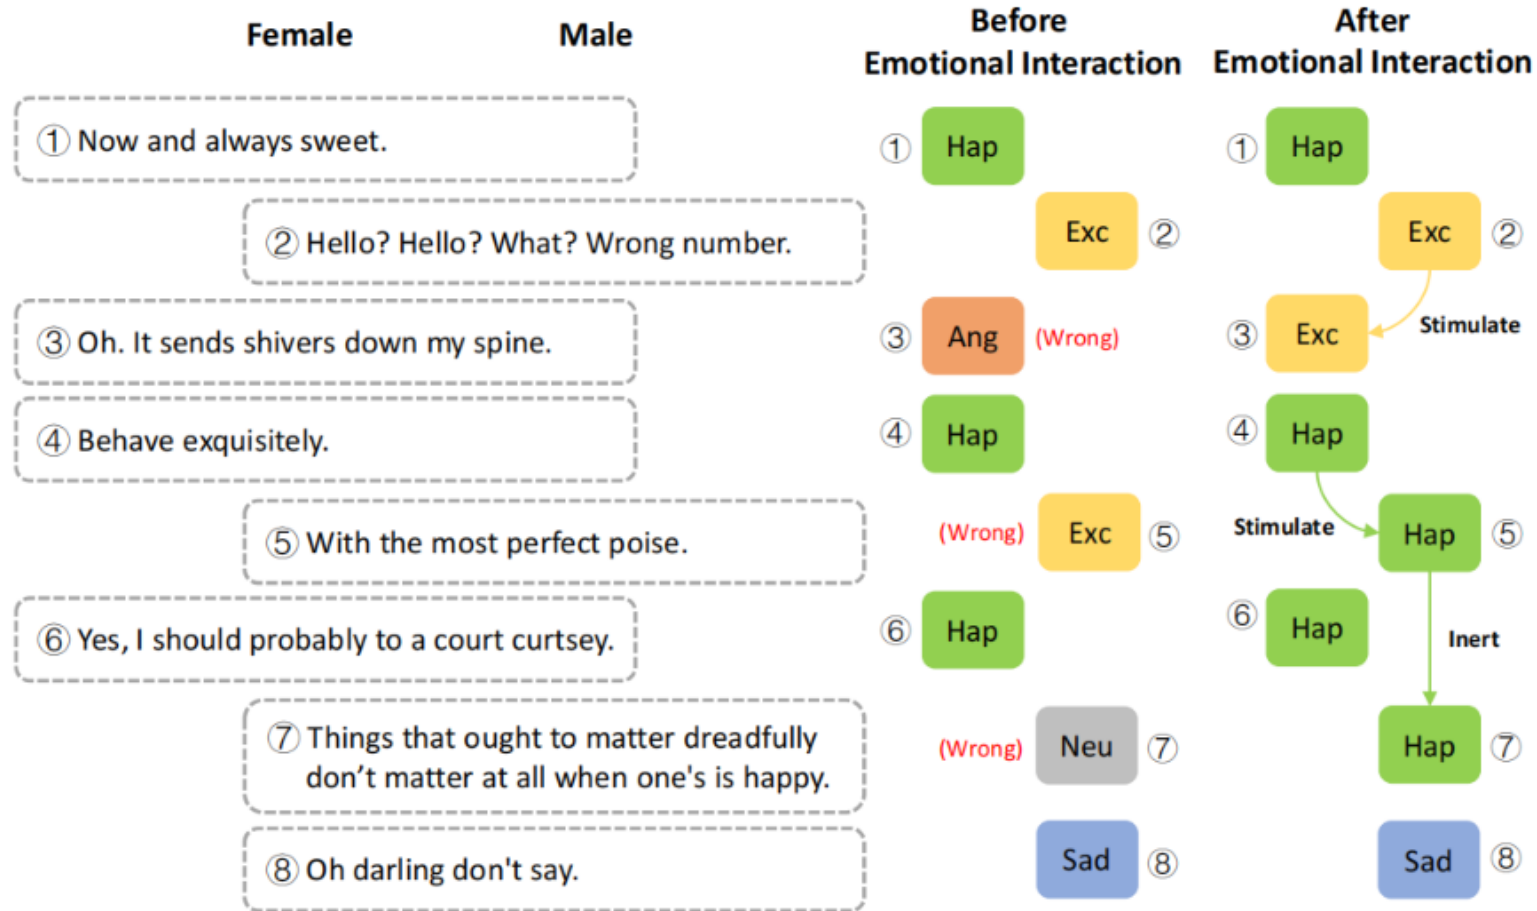 Female Male Before Emotional Interaction After Emotional Interaction
① Now and always sweet.
① Hap
① Hap
② Hello? Hello? What? Wrong number.
Exc ②
Exc ②
③ Oh. It sends shivers down my spine.
③ Ang (Wrong)
③ Exc
Stimulate
④ Behave exquisitely.
④ Hap
④ Hap
⑤ With the most perfect poise.
(Wrong) Exc ⑤
Stimulate
Hap ⑤
⑥ Yes, I should probably to a court curtsey.
⑥ Hap
⑥ Hap
Inert
⑦ Things that ought to matter dreadfully
don't matter at all when one's is happy.
(Wrong) Neu ⑦
Hap ⑦
⑧ Oh darling don't say.
Sad ⑧
Sad ⑧